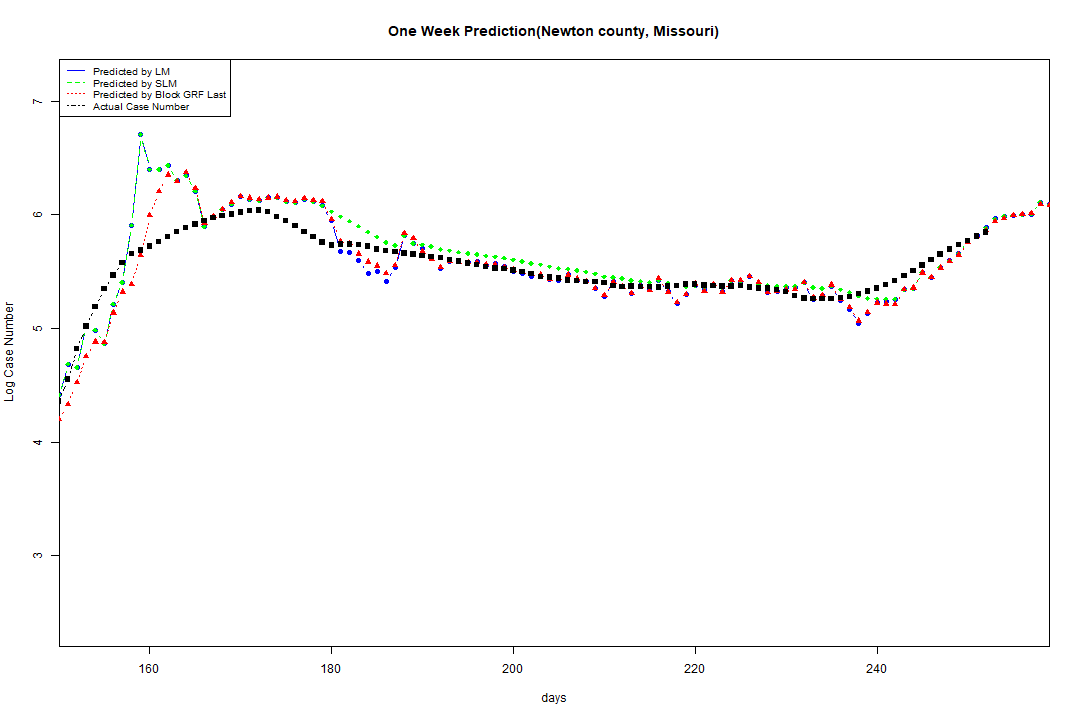 One Week Prediction(Newton county, Missouri)
Predicted by LM
Predicted by SLM
Predicted by Block GRF Last
Actual Case Number
7
6
5
4
3
Log Case Number
160 180 200 220 240
days